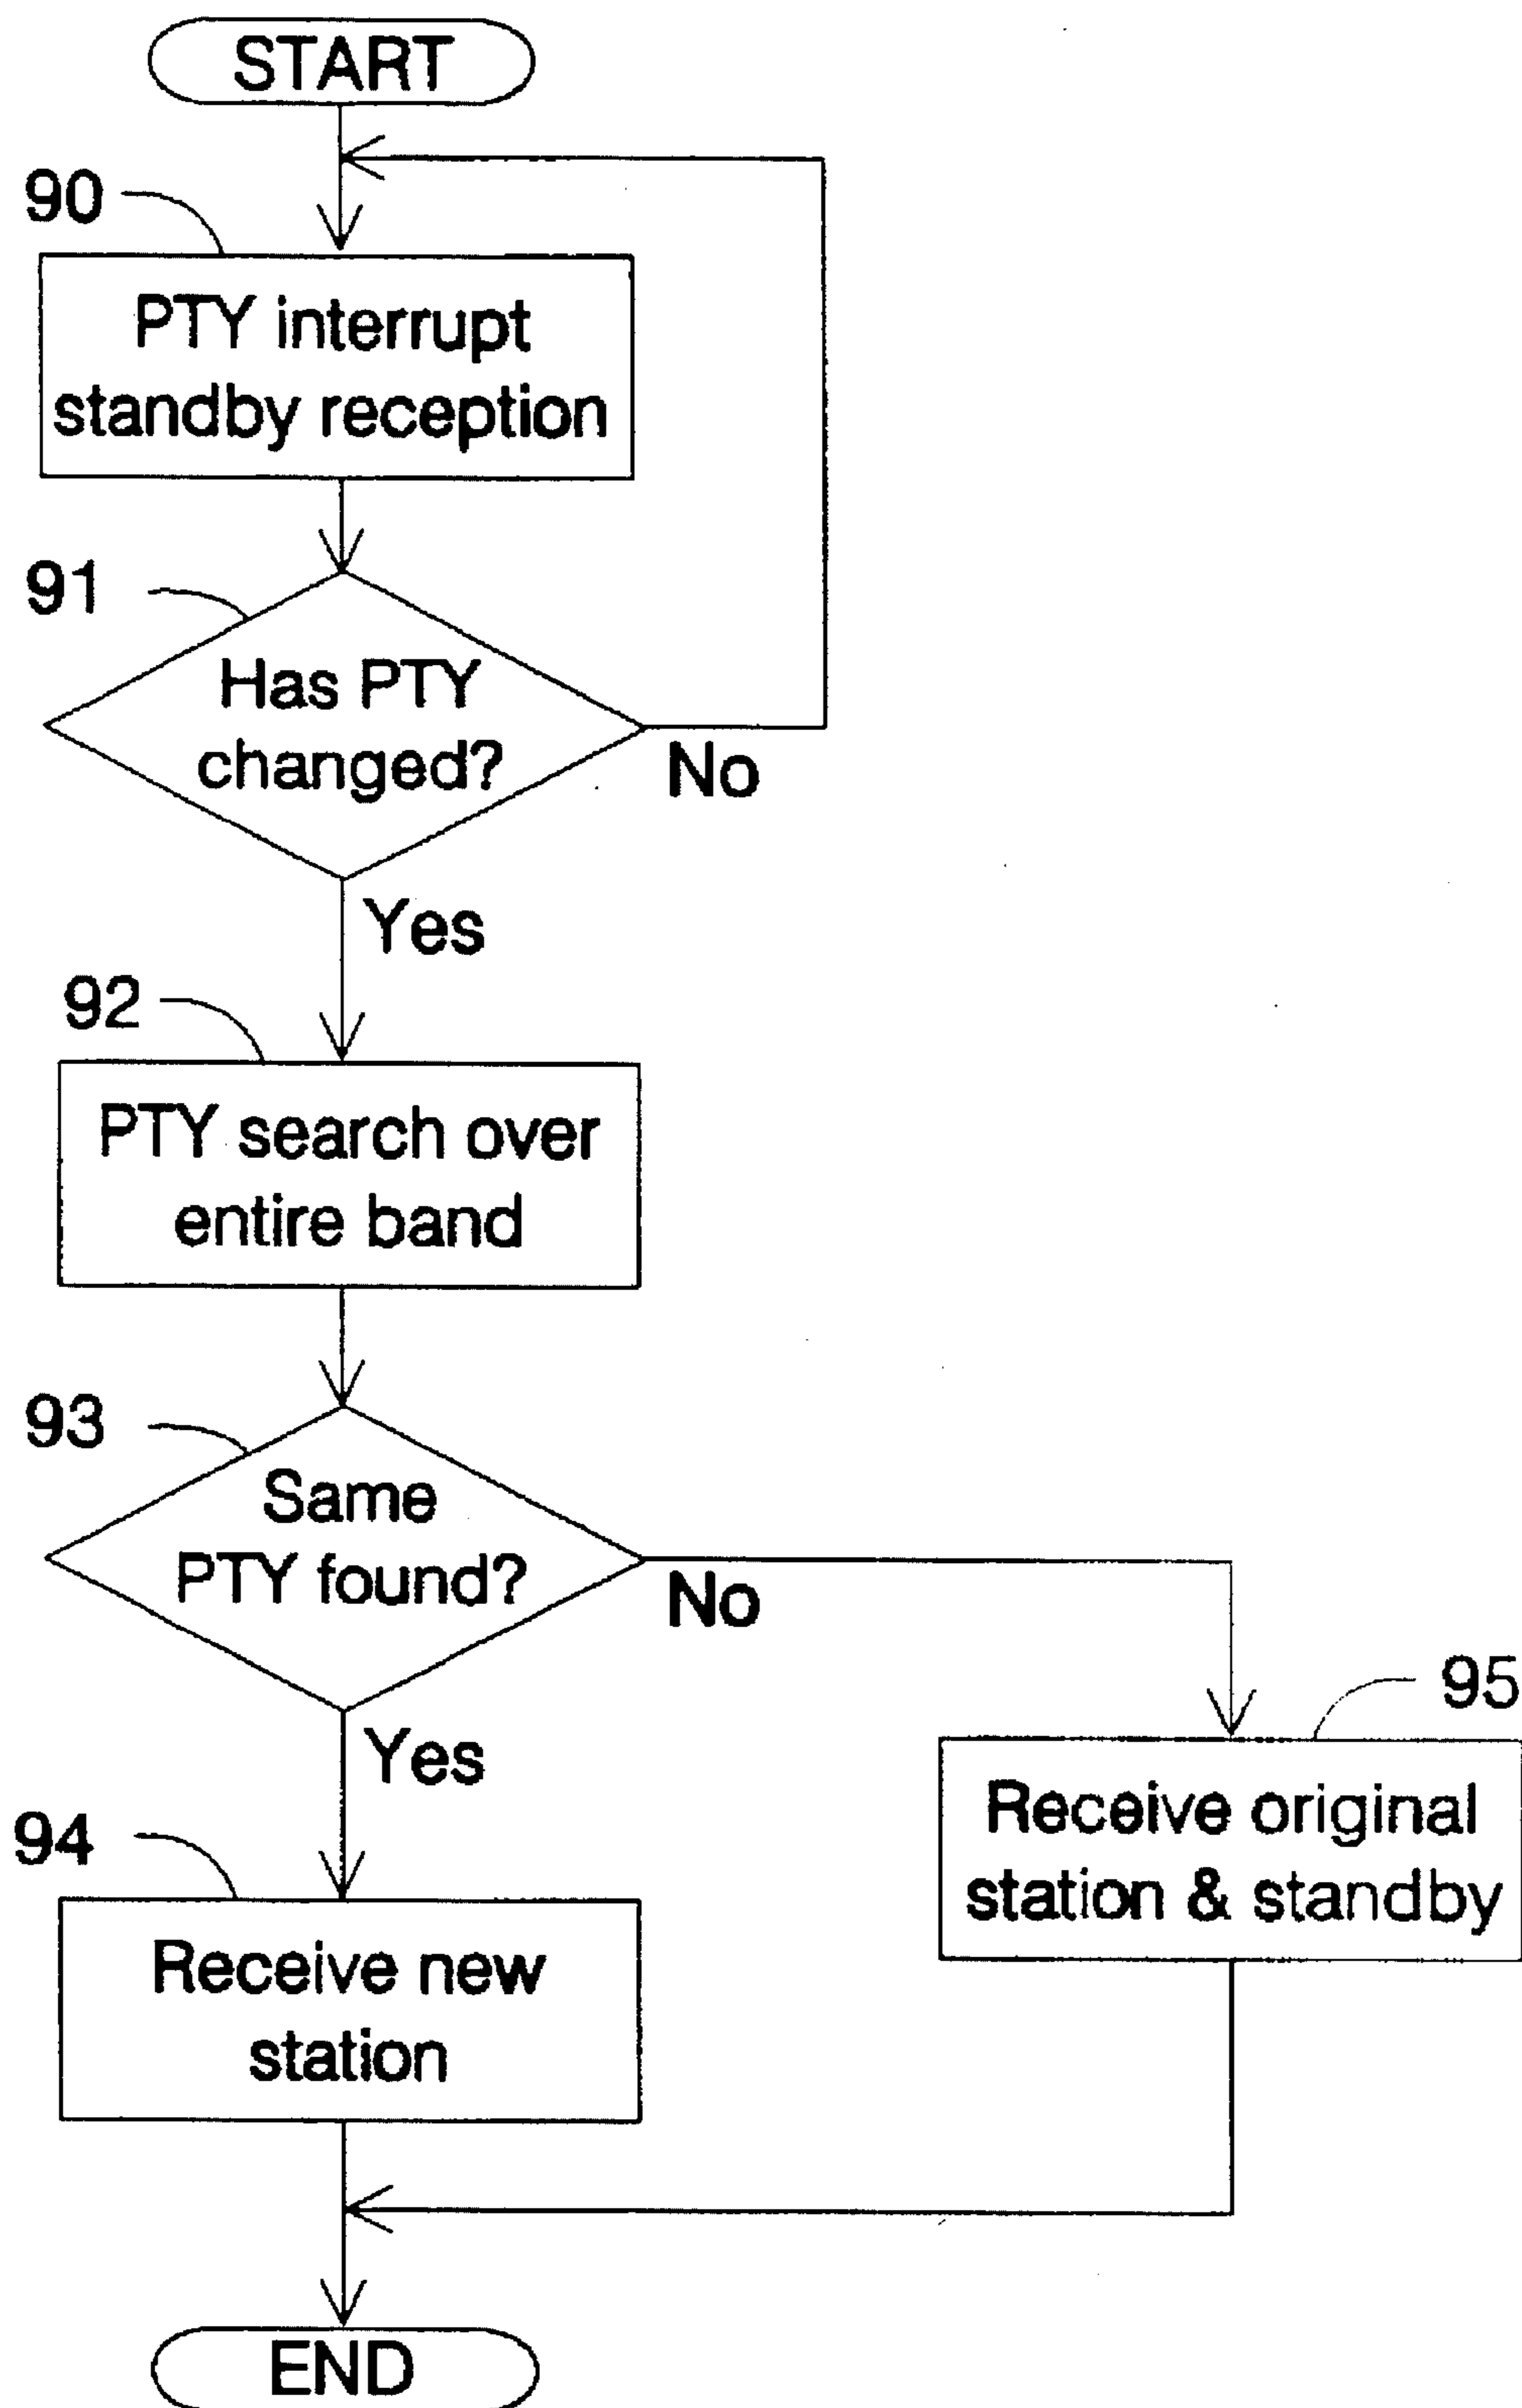 START
90
PTY interrupt
standby reception
91
Has PTY
changed?
No
Yes
92
PTY search over
entire band
93
Same
PTY found?
No
Yes
95
Receive original
station & standby
94
Receive new
station
END